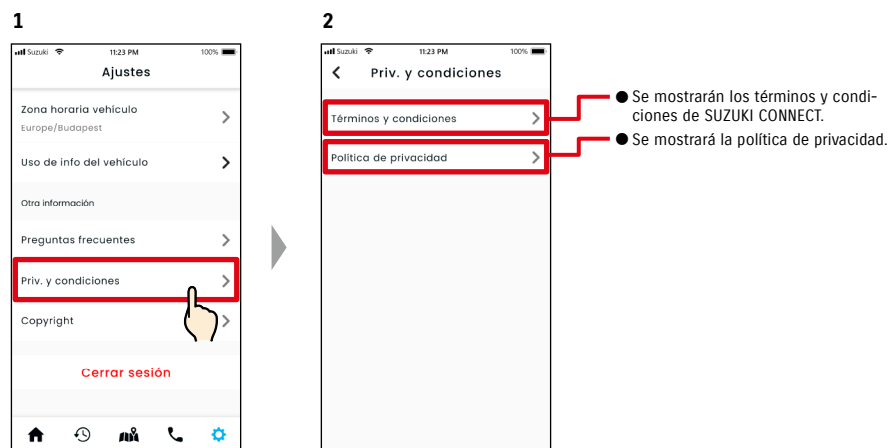 1
Suzuki 11:23 PM 100%
Ajustes
Zona horaria vehículo
Europe/Budapest
Uso de info del vehículo
Otra información
Preguntas frecuentes
Priv. y condiciones
Copyright
Cerrar sesión
2
Suzuki 11:23 PM 100%
Priv. y condiciones
Términos y condiciones
Política de privacidad
● Se mostrarán los términos y condi-
ciones de SUZUKI CONNECT.
● Se mostrará la política de privacidad.